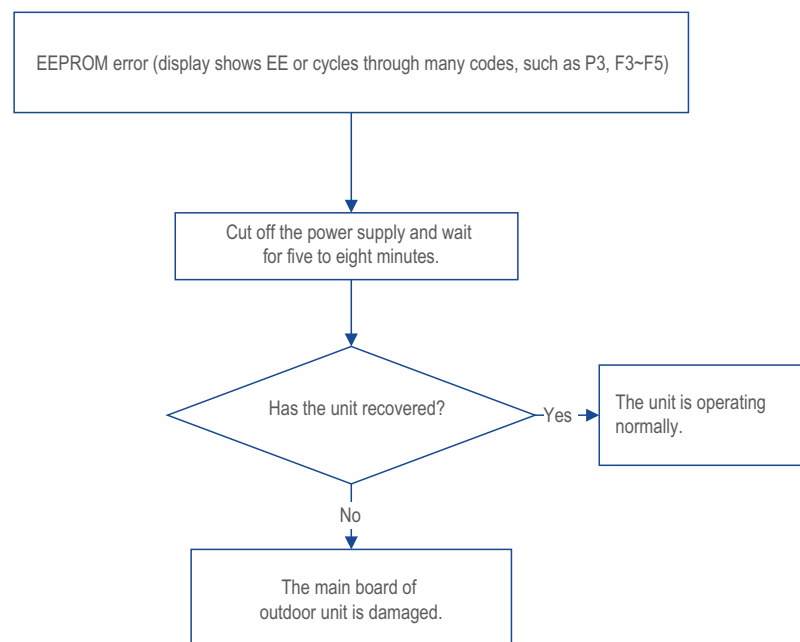 EEPROM error (display shows EE or cycles through many codes, such as P3, F3~F5)
Cut off the power supply and wait
for five to eight minutes.
Has the unit recovered?
Yes
The unit is operating
normally.
No
The main board of
outdoor unit is damaged.